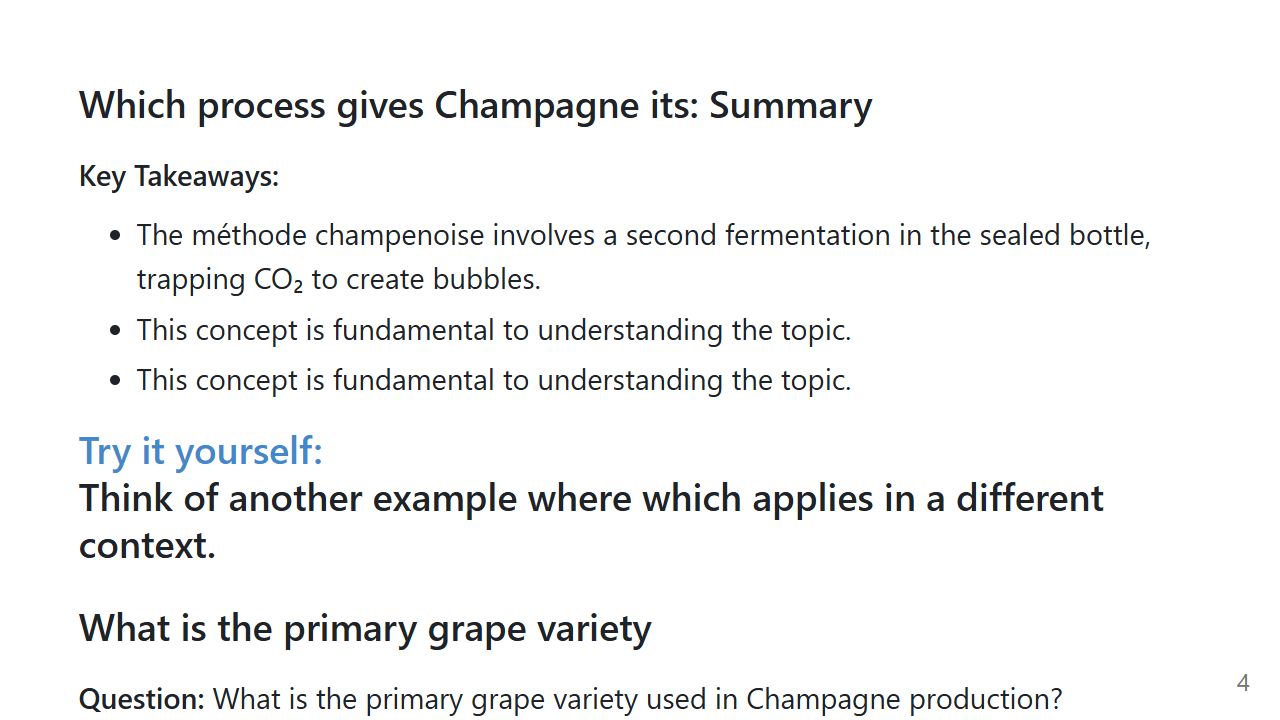 Which process gives Champagne its: Summary
Key Takeaways:
The méthode champenoise involves a second fermentation in the sealed bottle,
trapping CO₂ to create bubbles.
This concept is fundamental to understanding the topic.
This concept is fundamental to understanding the topic.
Try it yourself:
Think of another example where which applies in a different
context.
What is the primary grape variety
Question: What is the primary grape variety used in Champagne production?
4